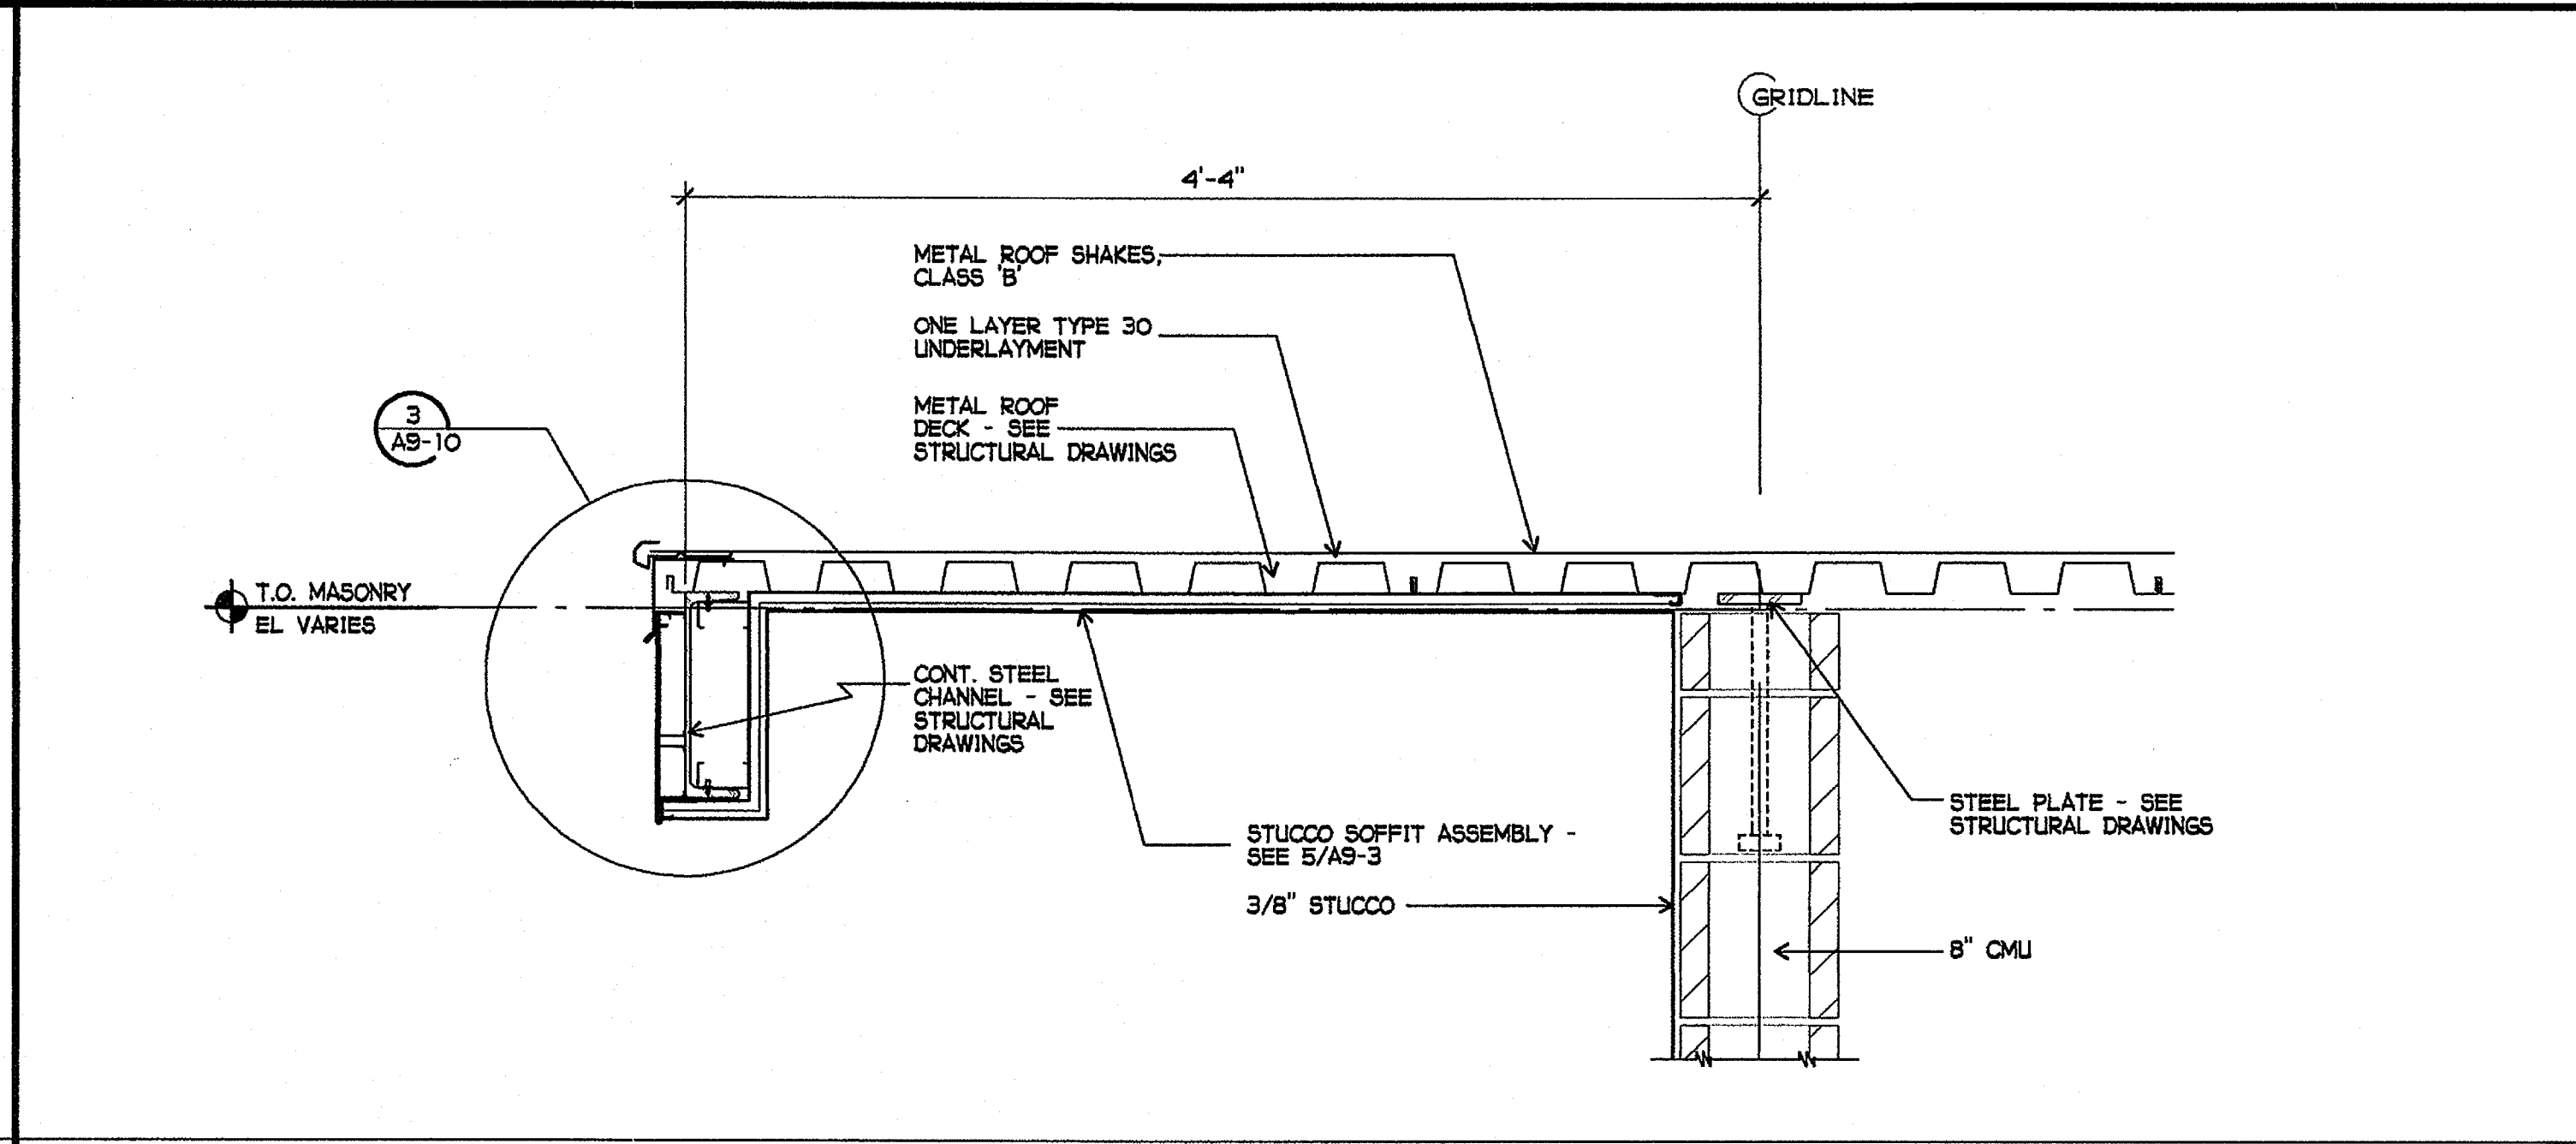 GRIDLINE
4'-4"
METAL ROOF SHAKES,
CLASS 'B'
ONE LAYER TYPE 30
UNDERLAYMENT
METAL ROOF
DECK - SEE
STRUCTURAL DRAWINGS
3
A9-10
T.O. MASONRY
EL VARIES
CONT. STEEL
CHANNEL - SEE
STRUCTURAL
DRAWINGS
STEEL PLATE - SEE
STRUCTURAL DRAWINGS
STUCCO SOFFIT ASSEMBLY -
SEE 5/A9-3
3/8" STUCCO
8" CMU